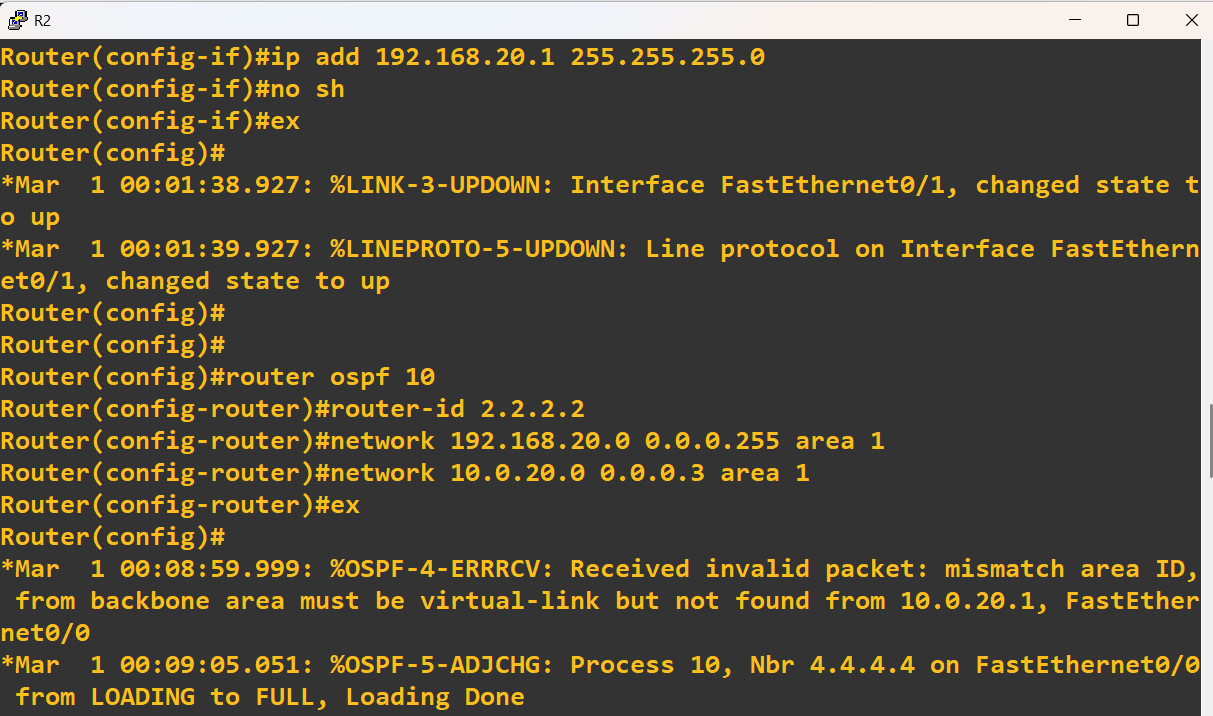 R2
Router(config-if)#ip add 192.168.20.1 255.255.255.0
Router(config-if)#no sh
Router(config-if)#ex
Router(config)#
*Mar  1 00:01:38.927: %LINK-3-UPDOWN: Interface FastEthernet0/1, changed state t
o up
*Mar  1 00:01:39.927: %LINEPROTO-5-UPDOWN: Line protocol on Interface FastEthern
et0/1, changed state to up
Router(config)#
Router(config)#
Router(config)#router ospf 10
Router(config-router)#router-id 2.2.2.2
Router(config-router)#network 192.168.20.0 0.0.0.255 area 1
Router(config-router)#network 10.0.20.0 0.0.0.3 area 1
Router(config-router)#ex
Router(config)#
*Mar  1 00:08:59.999: %OSPF-4-ERRRCV: Received invalid packet: mismatch area ID,
 from backbone area must be virtual-link but not found from 10.0.20.1, FastEther
net0/0
*Mar  1 00:09:05.051: %OSPF-5-ADJCHG: Process 10, Nbr 4.4.4.4 on FastEthernet0/0
 from LOADING to FULL, Loading Done